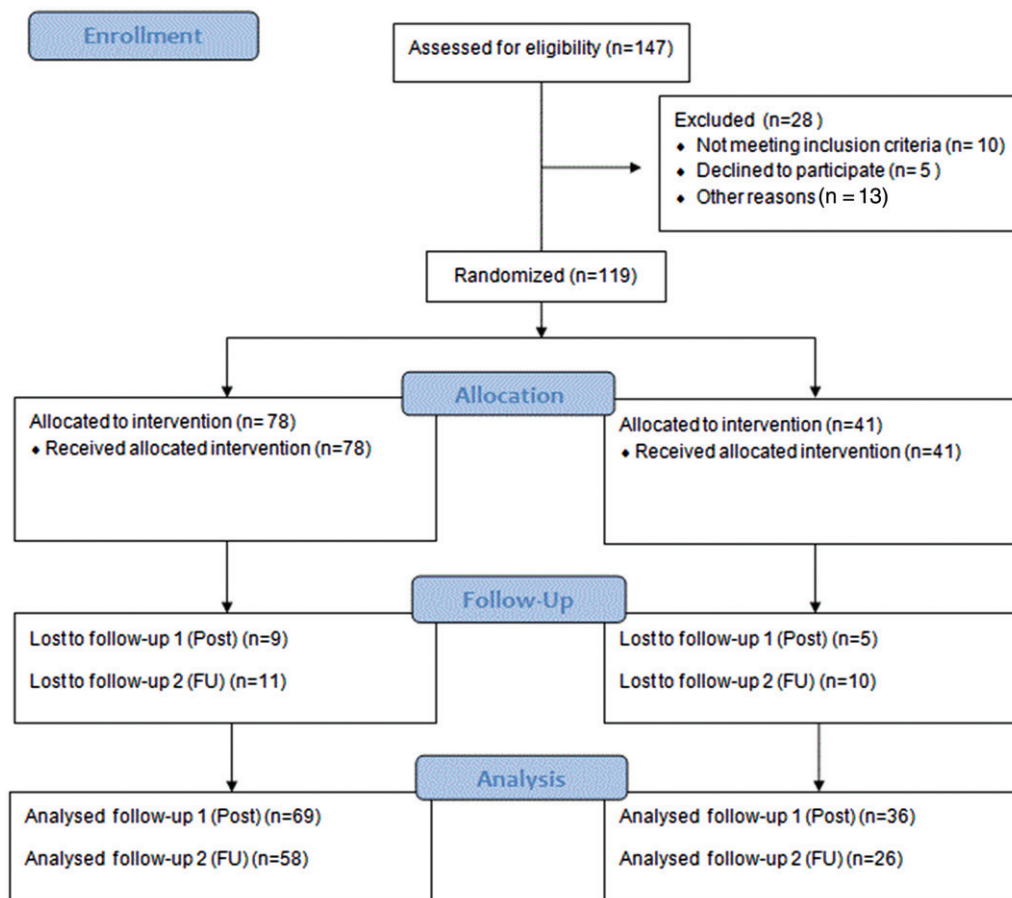 Enrollment
Assessed for eligibility (n=147)
Excluded (n=28 )
⬧ Not meeting inclusion criteria (n= 10)
⬧ Declined to participate (n= 5 )
⬧ Other reasons (n = 13)
Randomized (n=119)
Allocation
Allocated to intervention (n= 78)
⬧ Received allocated intervention (n=78)
Allocated to intervention (n=41)
⬧ Received allocated intervention (n=41)
Follow-Up
Lost to follow-up 1 (Post) (n=9)
Lost to follow-up 2 (FU) (n=11)
Lost to follow-up 1 (Post) (n=5)
Lost to follow-up 2 (FU) (n=10)
Analysis
Analysed follow-up 1 (Post) (n=69)
Analysed follow-up 2 (FU) (n=58)
Analysed follow-up 1 (Post) (n=36)
Analysed follow-up 2 (FU) (n=26)